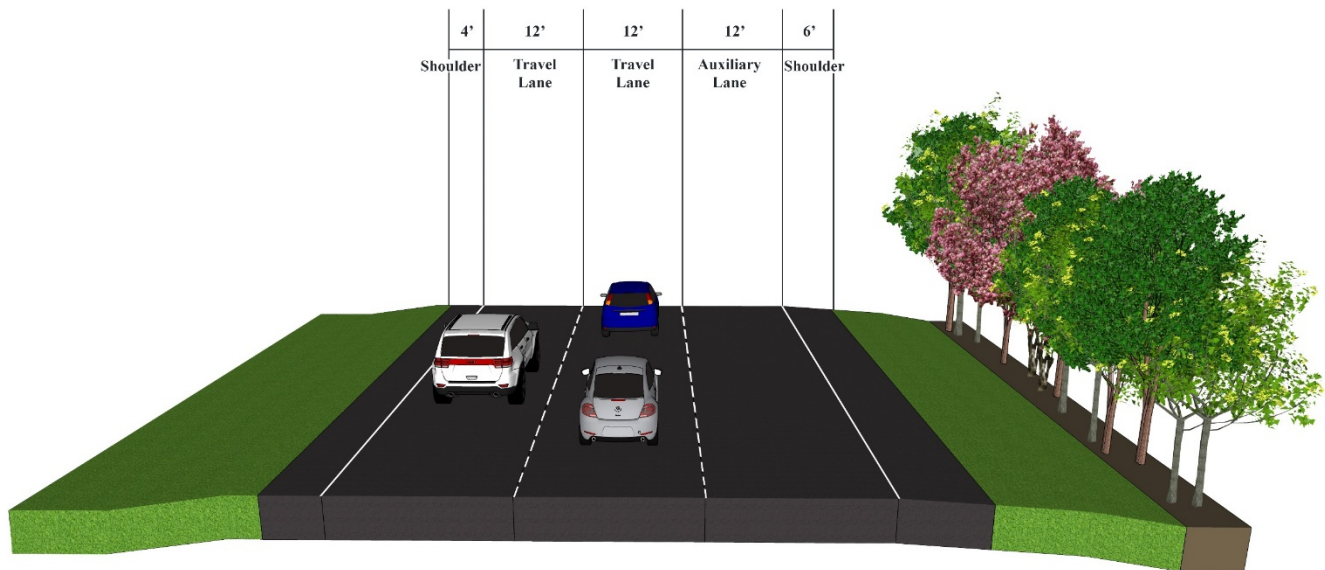 4’ 12’ 12’ 12’ 6’
Shoulder Travel Travel Auxiliary Shoulder
Lane Lane Lane